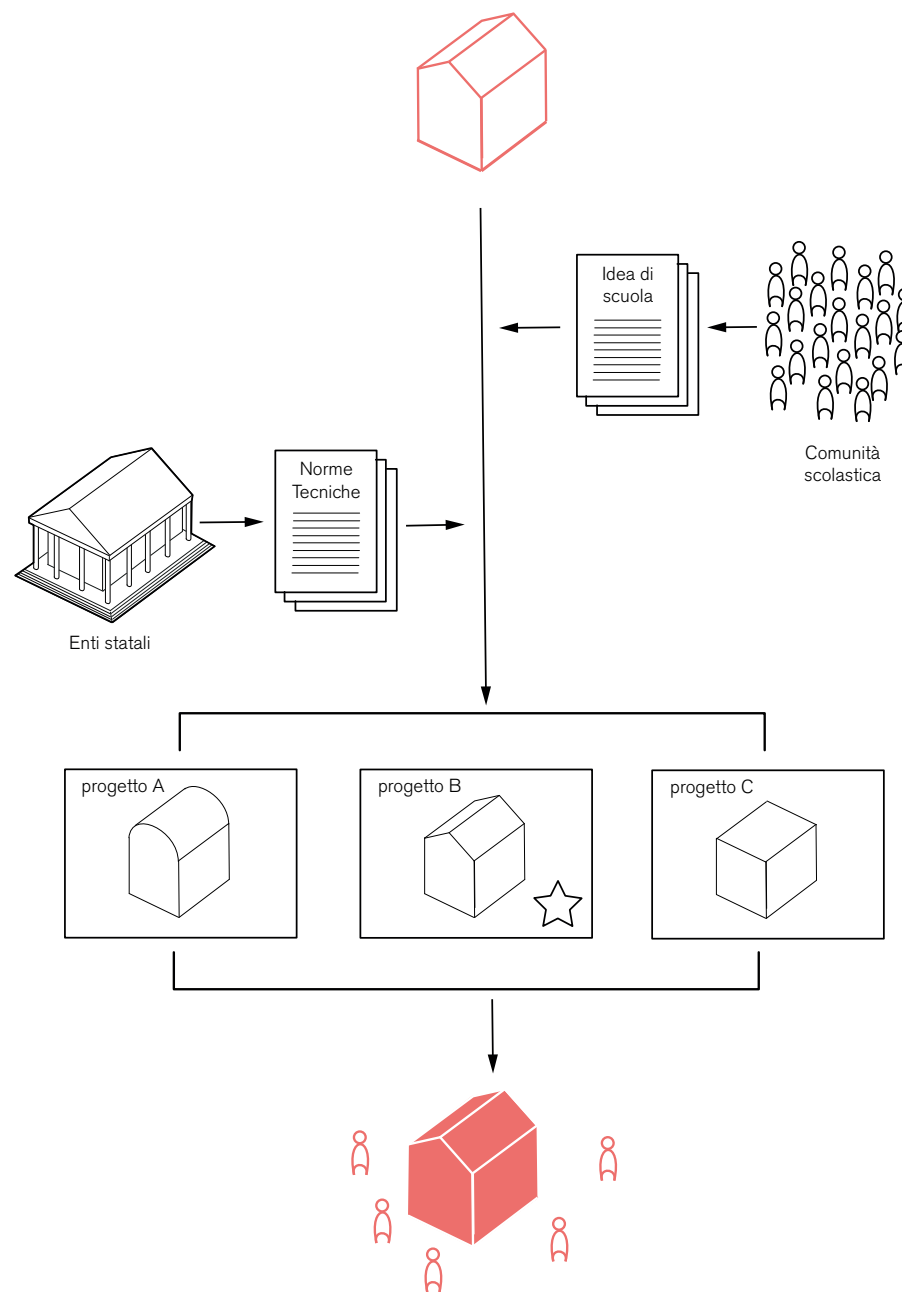 Idea di
scuola
Comunità
scolastica
Norme
Tecniche
Enti statali
progetto A
progetto B
progetto C